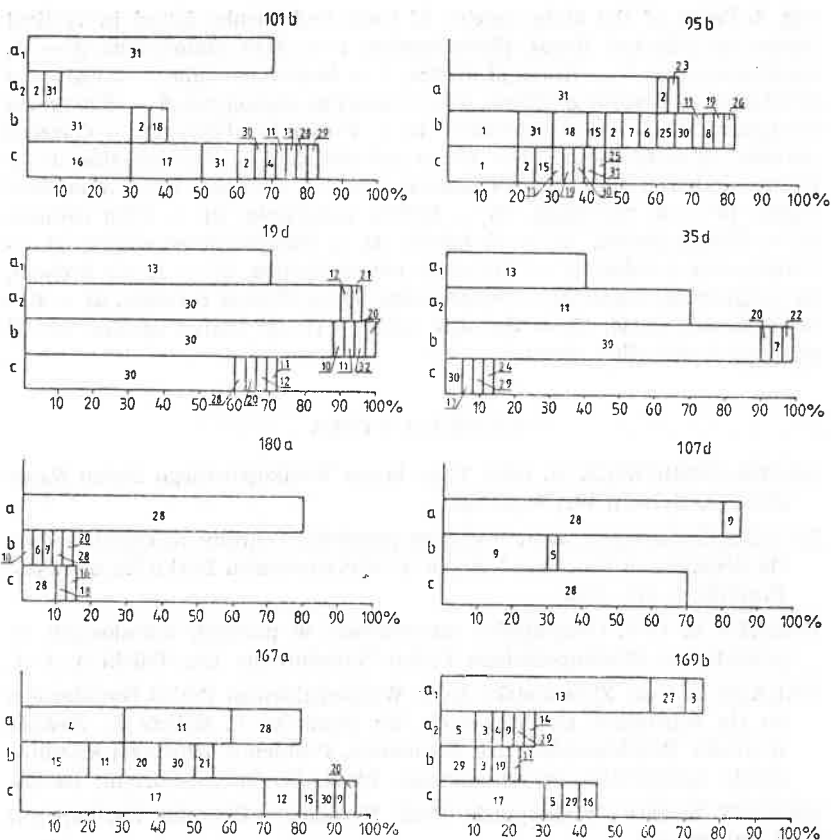 101 b
a₁ 31
a₂ 2 31
b 31 2 18
c 16 17 31 2 30 11 4 13 28 29
10 20 30 40 50 60 70 80 90 100%
95 b
a 31 2 23
b 1 31 18 45 2 7 6 25 30 11 8 19 26
c 1 2 15 11 19 30 31 25
10 20 30 40 50 60 70 80 90 100%
19 d
a₁ 13
a₂ 30 12 21
b 30 10 11 32 20
c 30 28 20 11 12
10 20 30 40 50 60 70 80 90 100%
35 d
a₁ 13
a₂ 11
b 39 20 7 22
c 30 12 24 29
10 20 30 40 50 60 70 80 90 100%
180 a
a 28
b 10 6 7 20 28
c 28 16 18
10 20 30 40 50 60 70 80 90 100%
107 d
a 28 9
b 9 5
c 28
10 20 30 40 50 60 70 80 90 100%
167 a
a 4 11 28
b 15 11 20 30 21 55
c 17 12 15 30 9
10 20 30 40 50 60 70 80 90 100%
169 b
a₁ 13 27 3
a₂ 5 3 4 9 14 29
b 29 3 19 11
c 17 5 29 16
10 20 30 40 50 60 70 80 90 100%